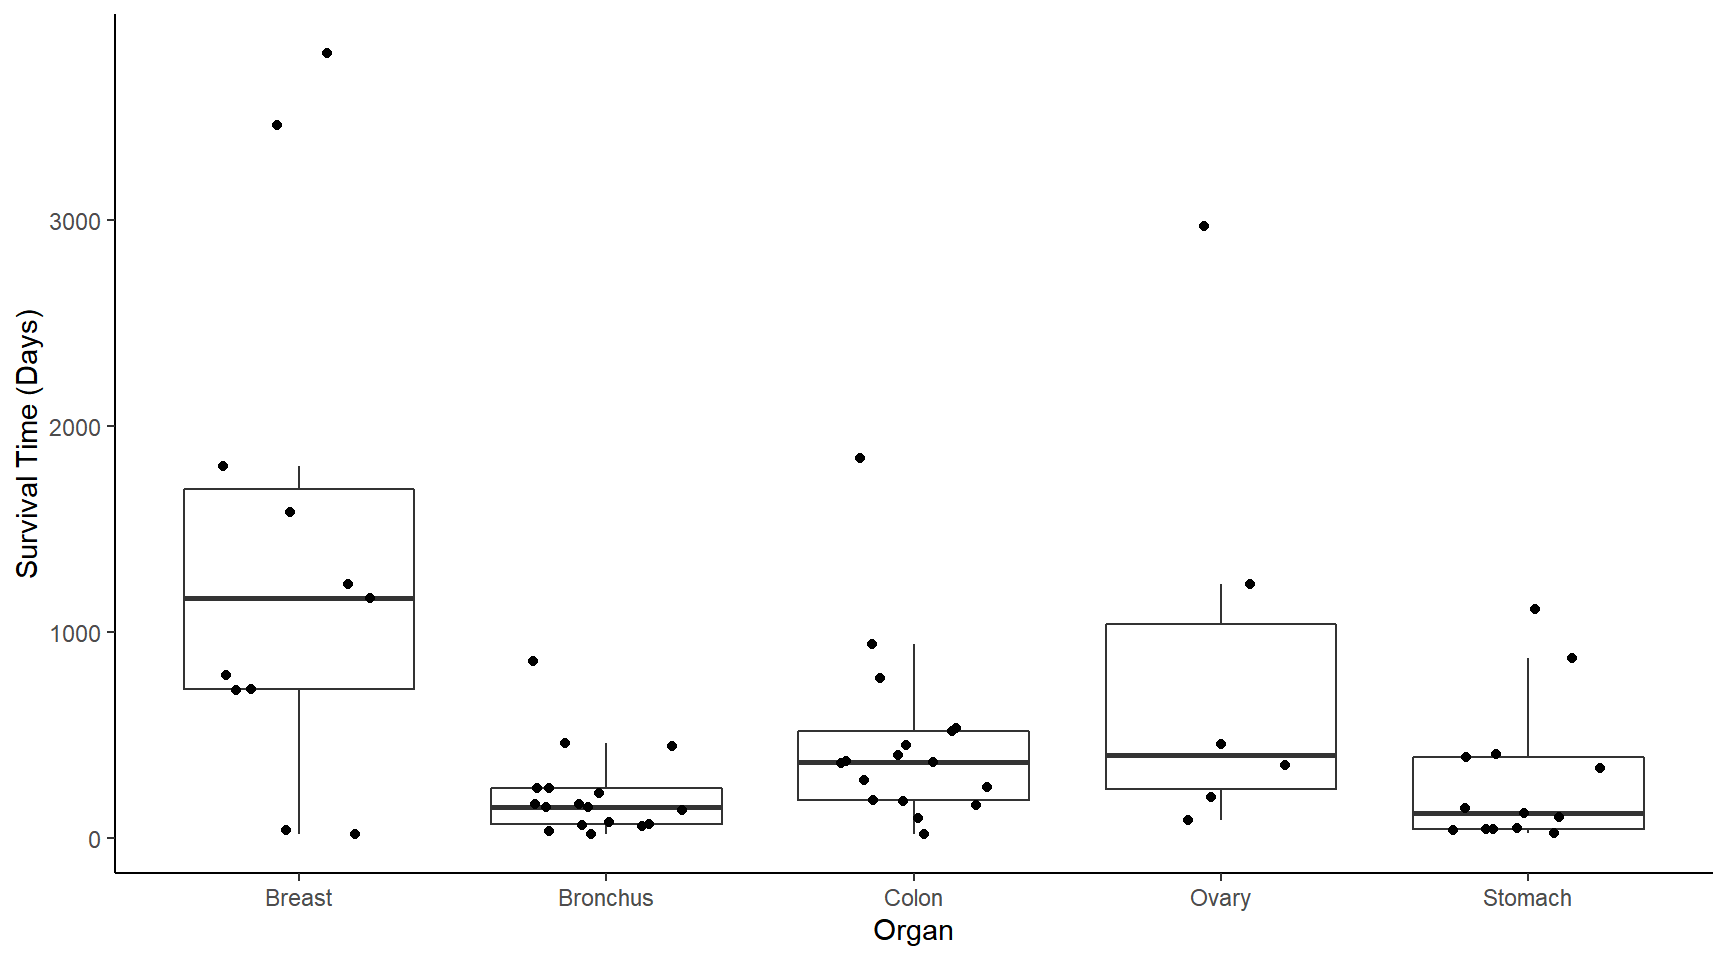 Survival Time (Days)
3000
2000
1000
0
Breast Bronchus Colon Ovary Stomach
Organ